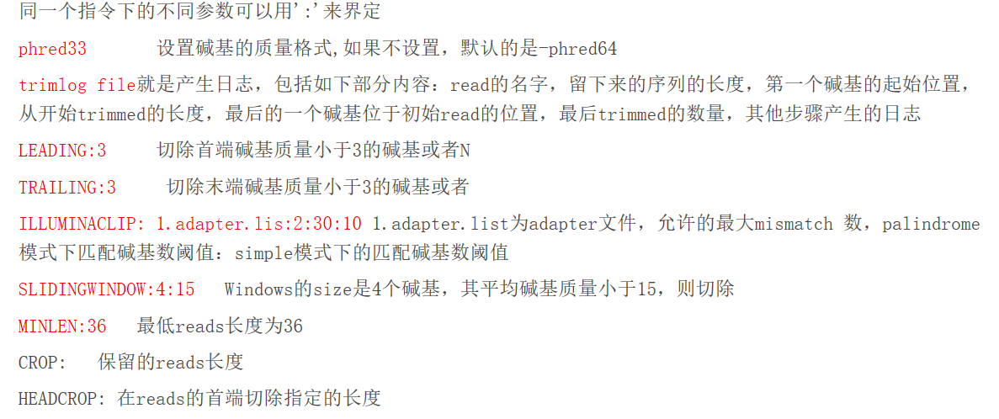 同一个指令下的不同参数可以用':'来界定
phred33 设置碱基的质量格式,如果不设置，默认的是-phred64
trimlog file就是产生日志，包括如下部分内容：read的名字，留下来的序列的长度，第一个碱基的起始位置，
从开始trimmed的长度，最后的一个碱基位于初始read的位置，最后trimmed的数量，其他步骤产生的日志
LEADING:3 切除首端碱基质量小于3的碱基或者N
TRAILING:3 切除末端碱基质量小于3的碱基或者
ILLUMINACLIP: 1.adapter.lis:2:30:10 1.adapter.list为adapter文件，允许的最大mismatch 数，palindrome
模式下匹配碱基数阈值：simple模式下的匹配碱基数阈值
SLIDINGWINDOW:4:15 Windows的size是4个碱基，其平均碱基质量小于15，则切除
MINLEN:36 最低reads长度为36
CROP: 保留的reads长度
HEADCROP: 在reads的首端切除指定的长度